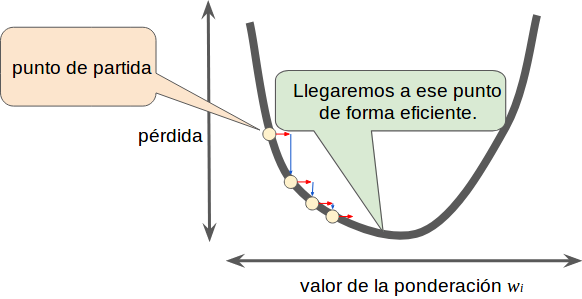 punto de partida
Llegaremos a ese punto
de forma eficiente.
pérdida
valor de la ponderación wi